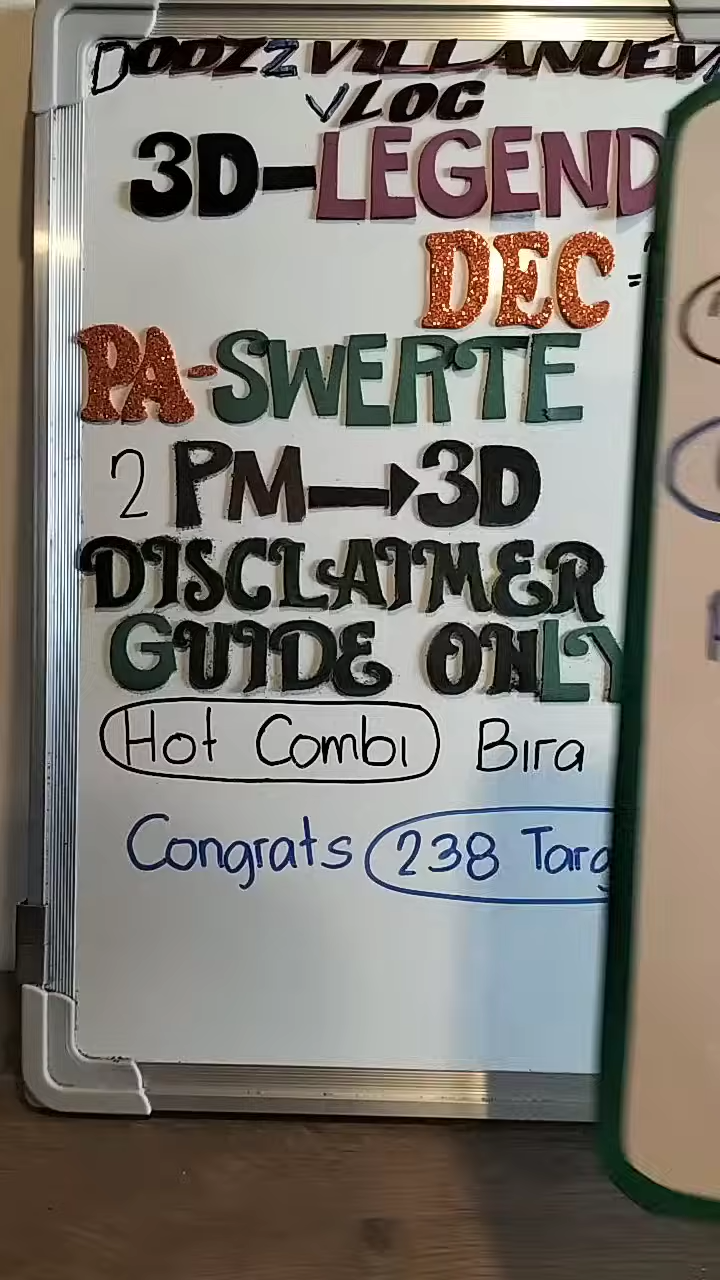 DODZZ VILLANUEV
VLOG
3D-LEGEND
DEC =
PA-SWERTE
2 PM→3D
DISCLAIMER
GUIDE ONLY
Hot Combi Bira
Congrats 238 Targ